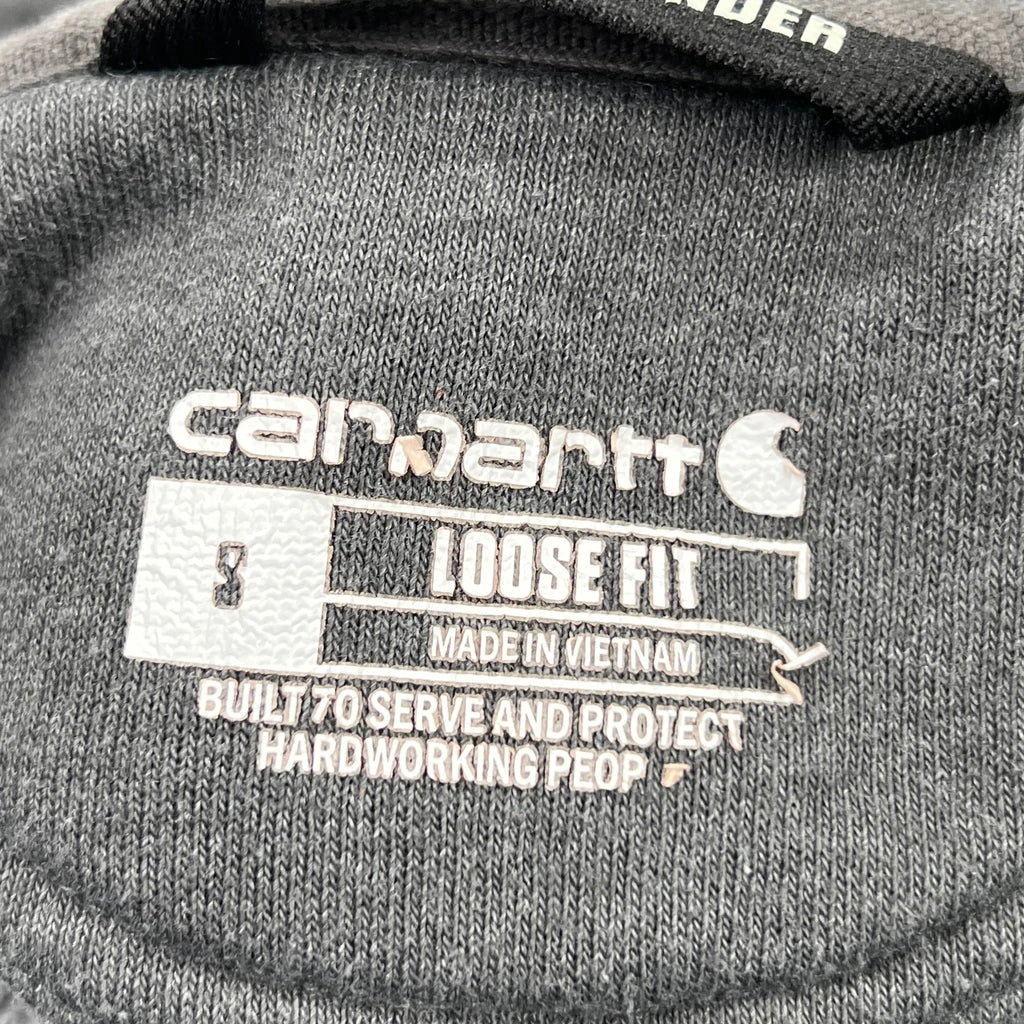 NDER
carhartt
S
LOOSE FIT
MADE IN VIETNAM
BUILT TO SERVE AND PROTECT
HARDWORKING PEOP